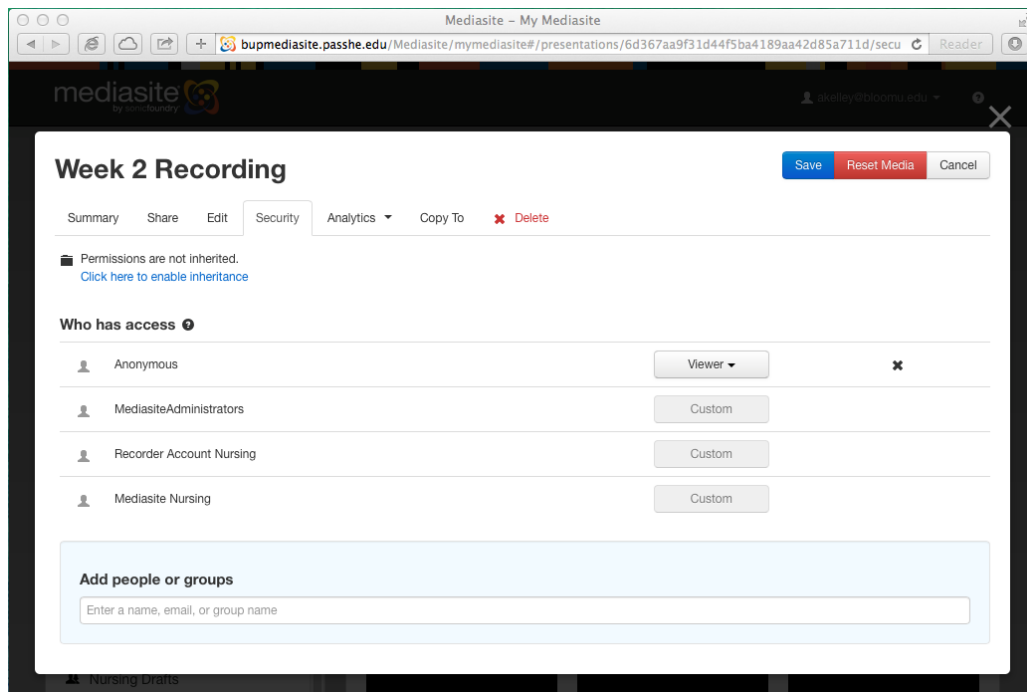 Mediasite – My Mediasite
bupmediasite.passhe.edu/Mediasite/mymediasite#/presentations/6d367aa9f31d44f5ba4189aa42d85a711d/secu
Reader
mediasite
by sonicfoundry
akelley@bloomu.edu
Week 2 Recording
Save
Reset Media
Cancel
Summary
Share
Edit
Security
Analytics
Copy To
Delete
Permissions are not inherited.
Click here to enable inheritance
Who has access
Anonymous
Viewer
MediasiteAdministrators
Custom
Recorder Account Nursing
Custom
Mediasite Nursing
Custom
Add people or groups
Enter a name, email, or group name
Nursing Drafts